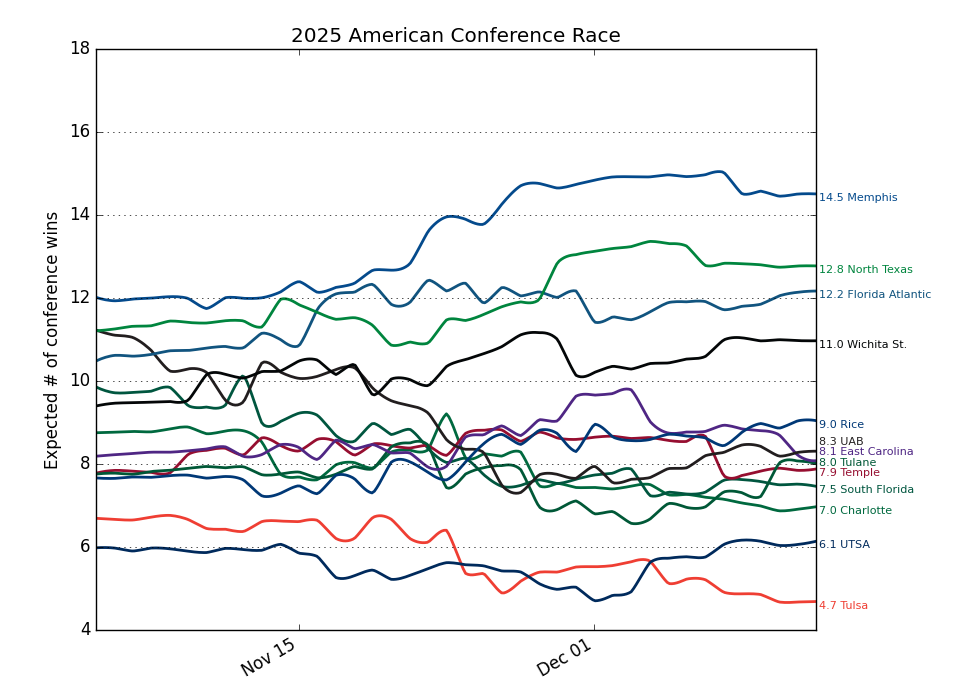 2025 American Conference Race
Expected # of conference wins
18
16
14
12
10
8
6
4
Nov 15
Dec 01
14.5 Memphis
12.8 North Texas
12.2 Florida Atlantic
11.0 Wichita St.
9.0 Rice
8.3 UAB
8.1 East Carolina
8.0 Tulane
7.9 Temple
7.5 South Florida
7.0 Charlotte
6.1 UTSA
4.7 Tulsa